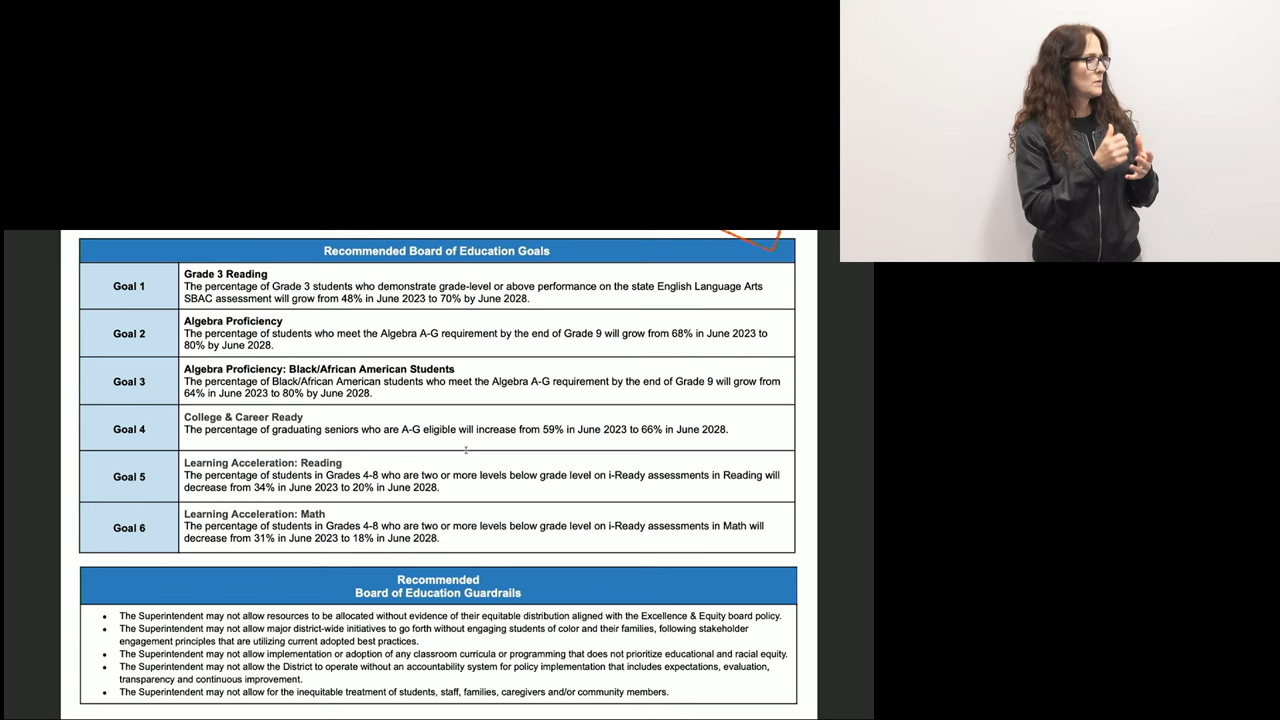 Recommended Board of Education Goals
Goal 1
Grade 3 Reading
The percentage of Grade 3 students who demonstrate grade-level or above performance on the state English Language Arts
SBAC assessment will grow from 48% in June 2023 to 70% by June 2028.
Goal 2
Algebra Proficiency
The percentage of students who meet the Algebra A-G requirement by the end of Grade 9 will grow from 68% in June 2023 to
80% by June 2028.
Goal 3
Algebra Proficiency: Black/African American Students
The percentage of Black/African American students who meet the Algebra A-G requirement by the end of Grade 9 will grow from
64% in June 2023 to 80% by June 2028.
Goal 4
College & Career Ready
The percentage of graduating seniors who are A-G eligible will increase from 59% in June 2023 to 66% in June 2028.
Goal 5
Learning Acceleration: Reading
The percentage of students in Grades 4-8 who are two or more levels below grade level on i-Ready assessments in Reading will
decrease from 34% in June 2023 to 20% in June 2028.
Goal 6
Learning Acceleration: Math
The percentage of students in Grades 4-8 who are two or more levels below grade level on i-Ready assessments in Math will
decrease from 31% in June 2023 to 18% in June 2028.
Recommended
Board of Education Guardrails
• The Superintendent may not allow resources to be allocated without evidence of their equitable distribution aligned with the Excellence & Equity board policy.
• The Superintendent may not allow major district-wide initiatives to go forth without engaging students of color and their families, following stakeholder
engagement principles that are utilizing current adopted best practices.
• The Superintendent may not allow implementation or adoption of any classroom curricula or programming that does not prioritize educational and racial equity.
• The Superintendent may not allow the District to operate without an accountability system for policy implementation that includes expectations, evaluation,
transparency and continuous improvement.
• The Superintendent may not allow for the inequitable treatment of students, staff, families, caregivers and/or community members.